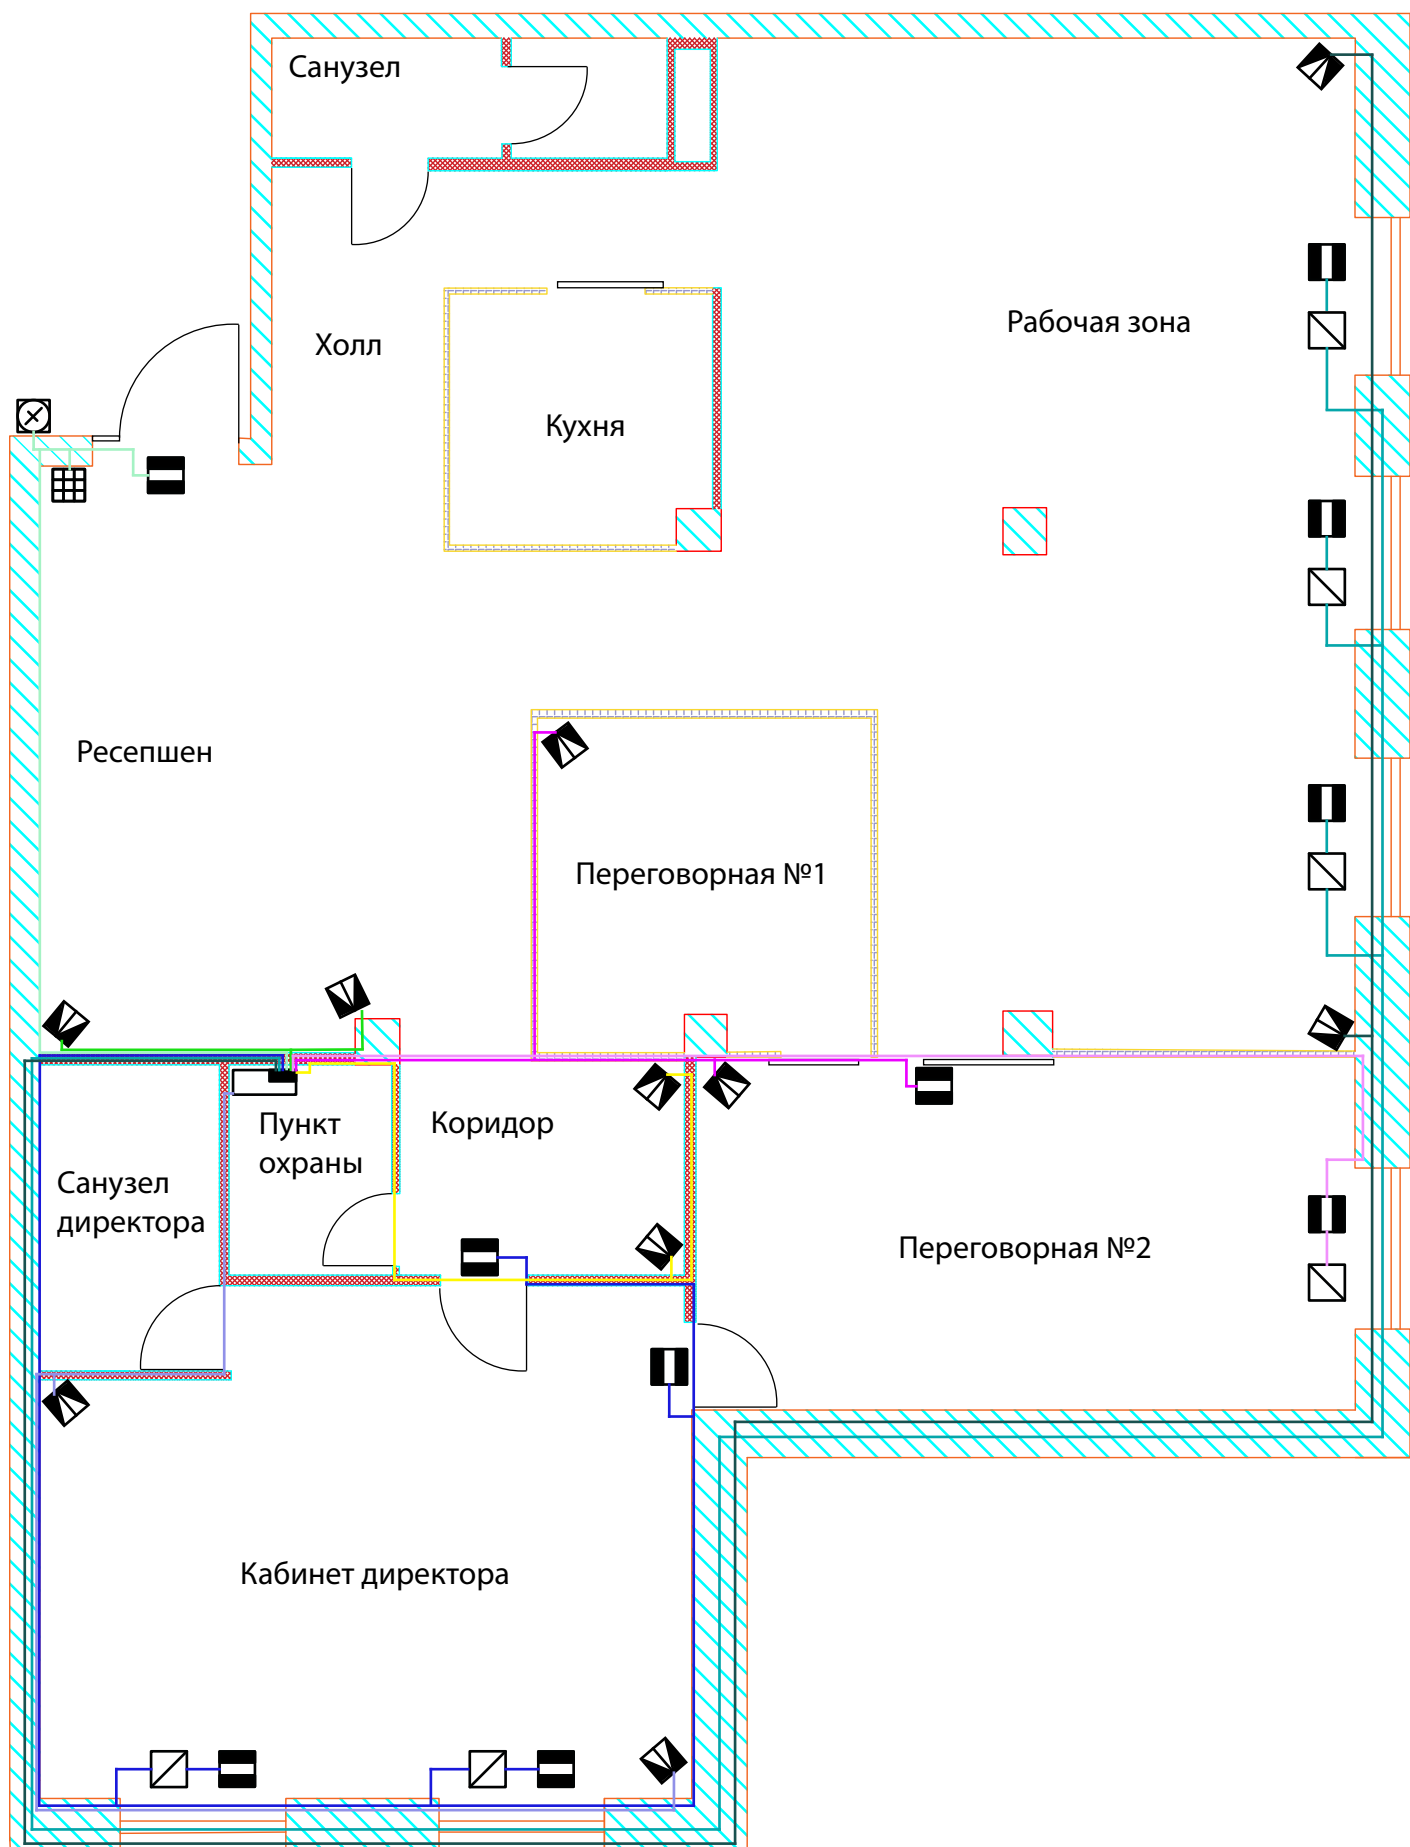 Санузел
Рабочая зона
Холл
Кухня
Ресепшен
Переговорная №1
Пункт
охраны
Коридор
Санузел
директора
Переговорная №2
Кабинет директора